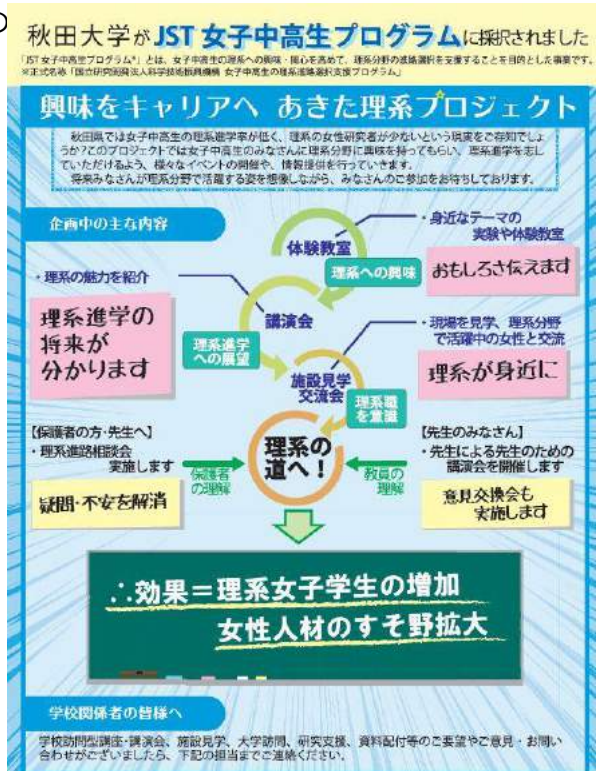 秋田大学がJST女子中高生プログラムに採択されました
「JST女子中高生プログラム※」とは、女子中高生の理系への興味・関心を高めて、理系分野の進路選択を支援することを目的とした事業です。
※正式名称「国立研究開発法人科学技術振興機構 女子中高生の理系進路選択支援プログラム」
興味をキャリアへ あきた理系プロジェクト
秋田県では女子中高生の理系進学率が低く、理系の女性研究者が少ないという現実をご存知でしょ
うか?このプロジェクトでは女子中高生のみなさんに理系分野に興味を持ってもらい、理系進学を志し
ていただけるよう、様々なイベントの開催や、情報提供を行っていきます。
将来みなさんが理系分野で活躍する姿を想像しながら、みなさんのご参加をお待ちしております。
企画中の主な内容
体験教室
・身近なテーマの
実験や体験教室
理系への興味
おもしろさ伝えます
・理系の魅力を紹介
講演会
理系進学の
将来が
分かります
理系進学
への展望
・現場を見学、理系分野
で活躍中の女性と交流
施設見学
交流会
理系が身近に
理系職
を意識
【保護者の方・先生へ】
・理系進路相談会
実施します
疑問・不安を解消
保護者
の理解
理系の
道へ!
教員の
理解
【先生のみなさん】
・先生による先生のための
講演会を開催します
意見交換会も
実施します
∴効果=理系女子学生の増加
女性人材のすそ野拡大
学校関係者の皆様へ
学校訪問型講座・講演会、施設見学、大学訪問、研究支援、資料配付等のご要望やご意見・お問い
合わせがございましたら、下記の担当までご連絡ください。